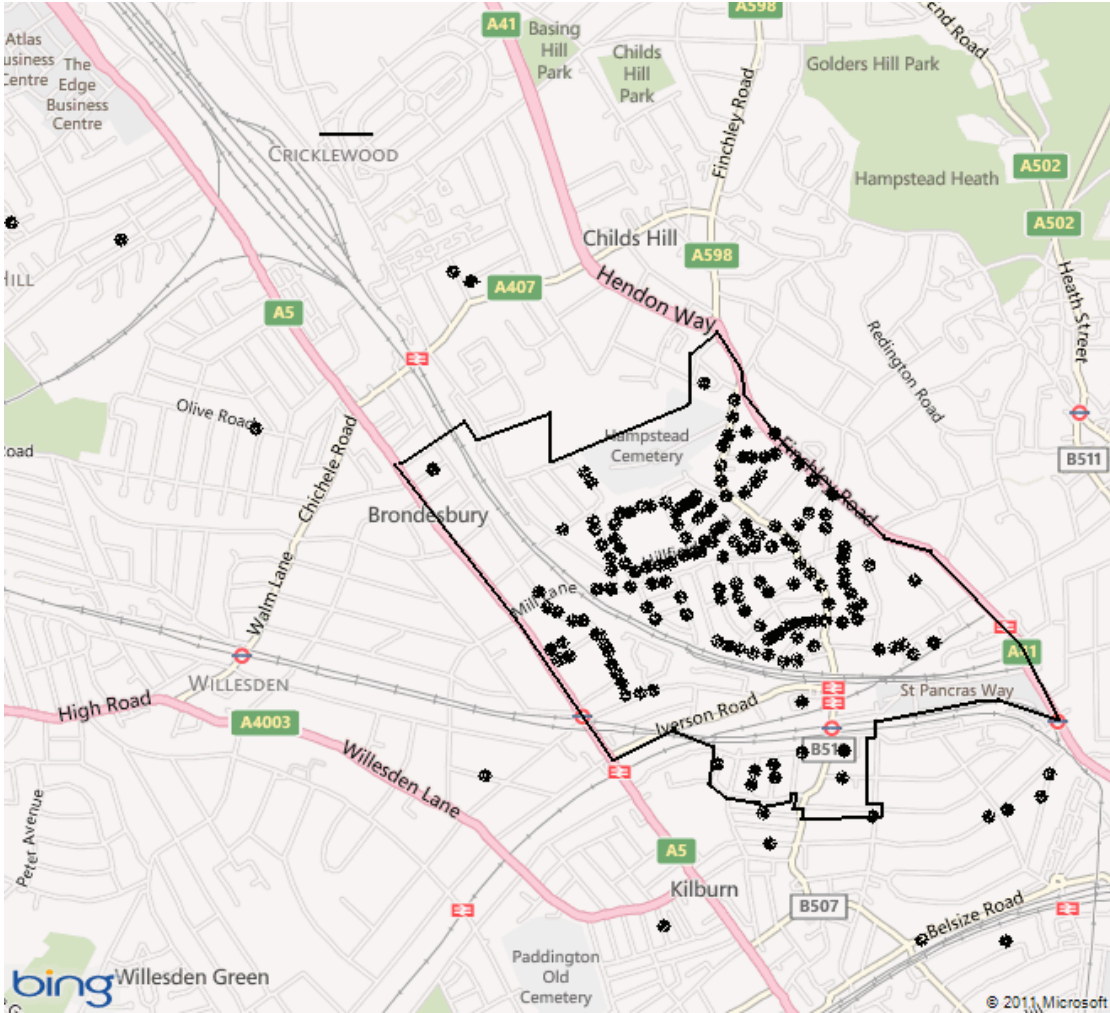 A598
A41
End Road
Atlas
usiness
Centre
The
Edge
Business
Centre
Basing
Hill
Park
Childs
Hill
Park
Golders Hill Park
Finchley Road
CRICKLEWOOD
A502
Hampstead Heath
A502
HILL
Childs Hill
A598
Hendon Way
A407
A5
Heath Street
Redington Road
Olive Road
Hampstead
Cemetery
oad
Chichele Road
B511
Finchley Road
Brondesbury
Mill Lane
Walm Lane
WILLESDEN
A41
St Pancras Way
High Road
A4003
Iverson Road
Willesden Lane
Peter Avenue
A5
Kilburn
B507
Belsize Road
Paddington
Old
Cemetery
bing
Willesden Green
© 2011 Microsoft